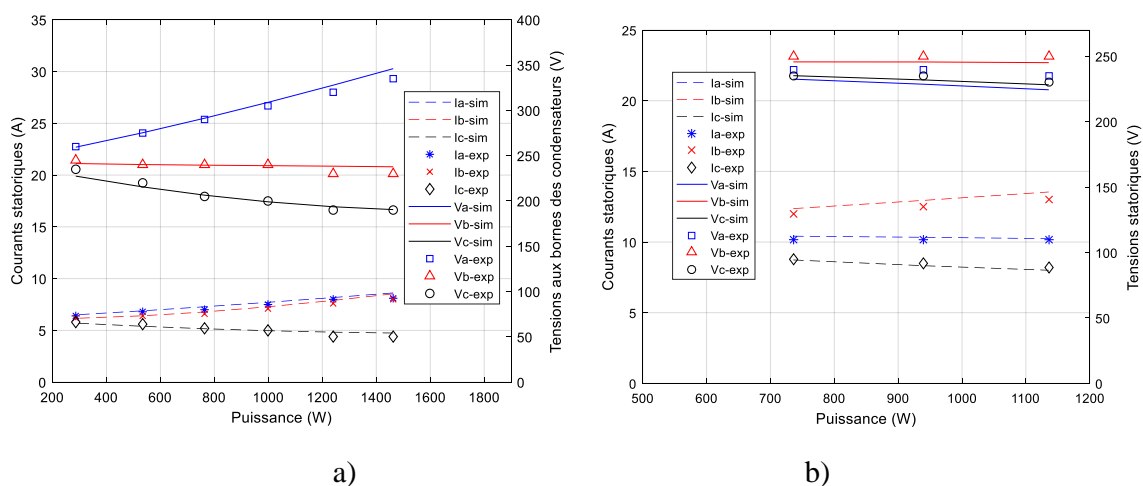 35
30
25
20
15
10
5
0
200
400
600
800
1000
1200
1400
1600
1800
400
350
300
250
200
150
100
50
0
Courants statoriques (A)
Puissance (W)
Tensions aux bornes des condensateurs (V)
Ia-sim
Ib-sim
Ic-sim
Ia-exp
Ib-exp
Ic-exp
Va-sim
Vb-sim
Vc-sim
Va-exp
Vb-exp
Vc-exp
a)
25
20
15
10
5
0
500
600
700
800
900
1000
1100
1200
250
200
150
100
50
0
Courants statoriques (A)
Puissance (W)
Tensions statoriques (V)
Ia-sim
Ib-sim
Ic-sim
Ia-exp
Ib-exp
Ic-exp
Va-sim
Vb-sim
Vc-sim
Va-exp
Vb-exp
Vc-exp
b)